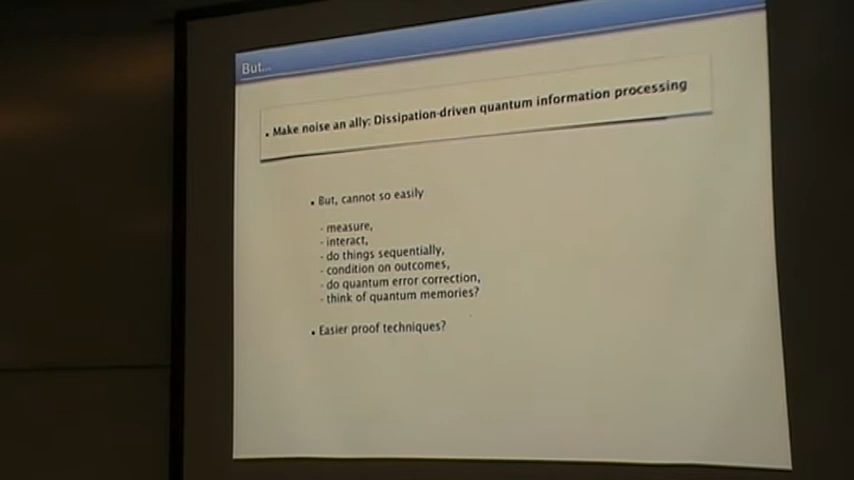 But...
• Make noise an ally: Dissipation-driven quantum information processing
• But, cannot so easily
- measure,
- interact,
- do things sequentially,
- condition on outcomes,
- do quantum error correction,
- think of quantum memories?
• Easier proof techniques?